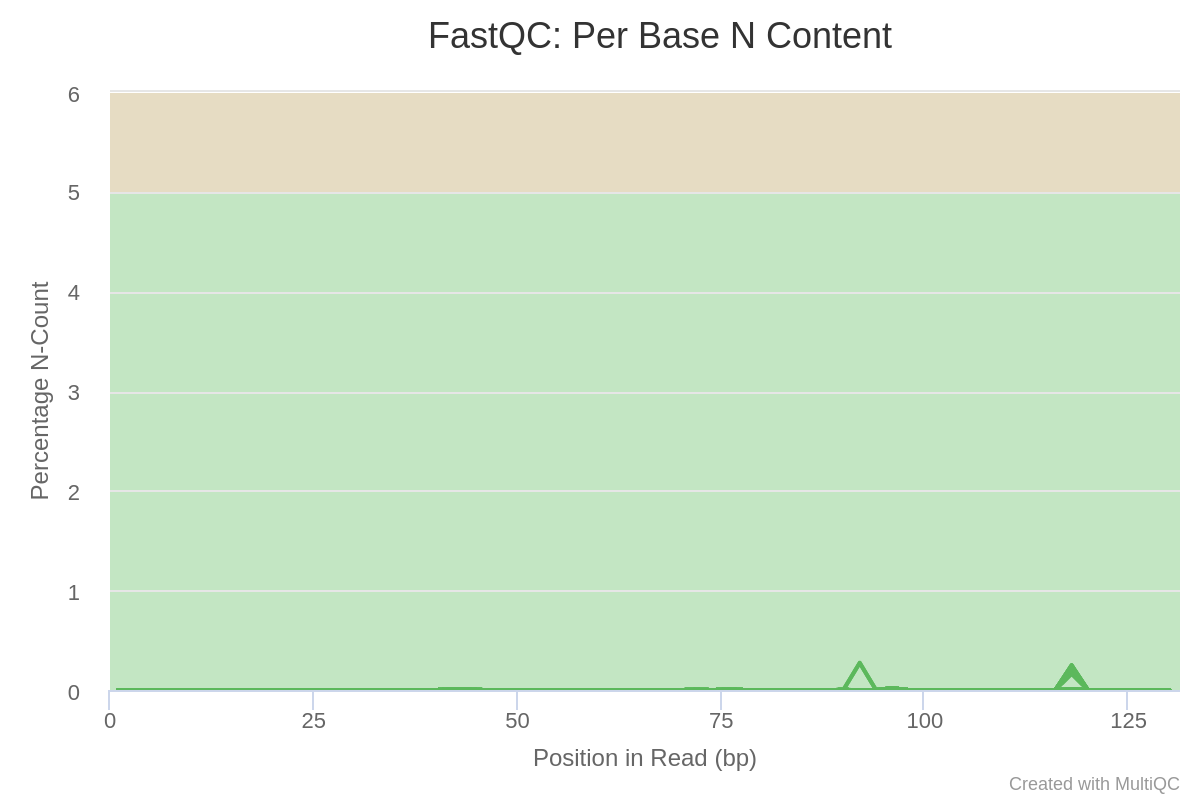 FastQC: Per Base N Content
6
5
4
3
2
1
0
Percentage N-Count
0 25 50 75 100 125
Position in Read (bp)
Created with MultiQC